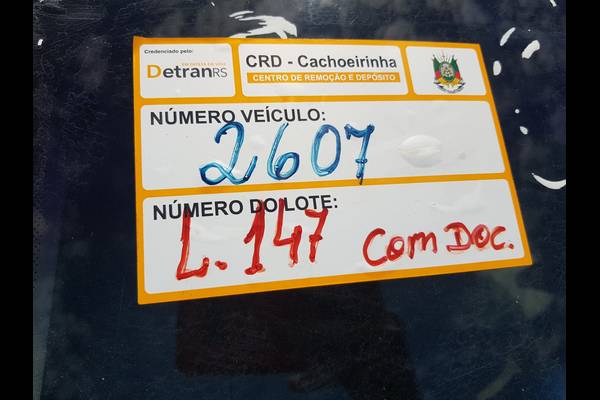 Credenciado pelo:
DetranRS
CRD - Cachoeirinha
CENTRO DE REMOÇÃO E DEPÓSITO
NÚMERO VEÍCULO:
2607
NÚMERO DO LOTE:
L. 147 Com Doc.